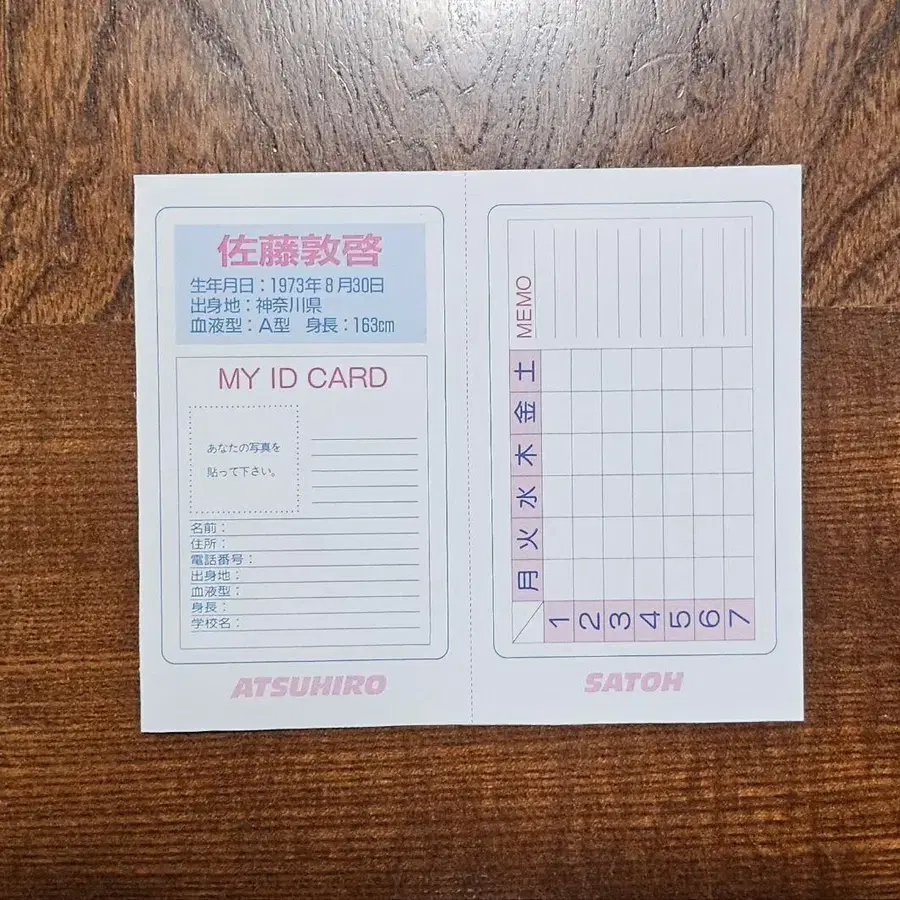 佐藤敦啓
生年月日：1973年8月30日
出身地：神奈川県
血液型：A型　身長：163cm
MY ID CARD
あなたの写真を
貼って下さい。
名前：
住所：
電話番号：
出身地：
血液型：
身長：
学校名：
ATSUHIRO
MEMO
月 火 水 木 金 土
1
2
3
4
5
6
7
SATOH